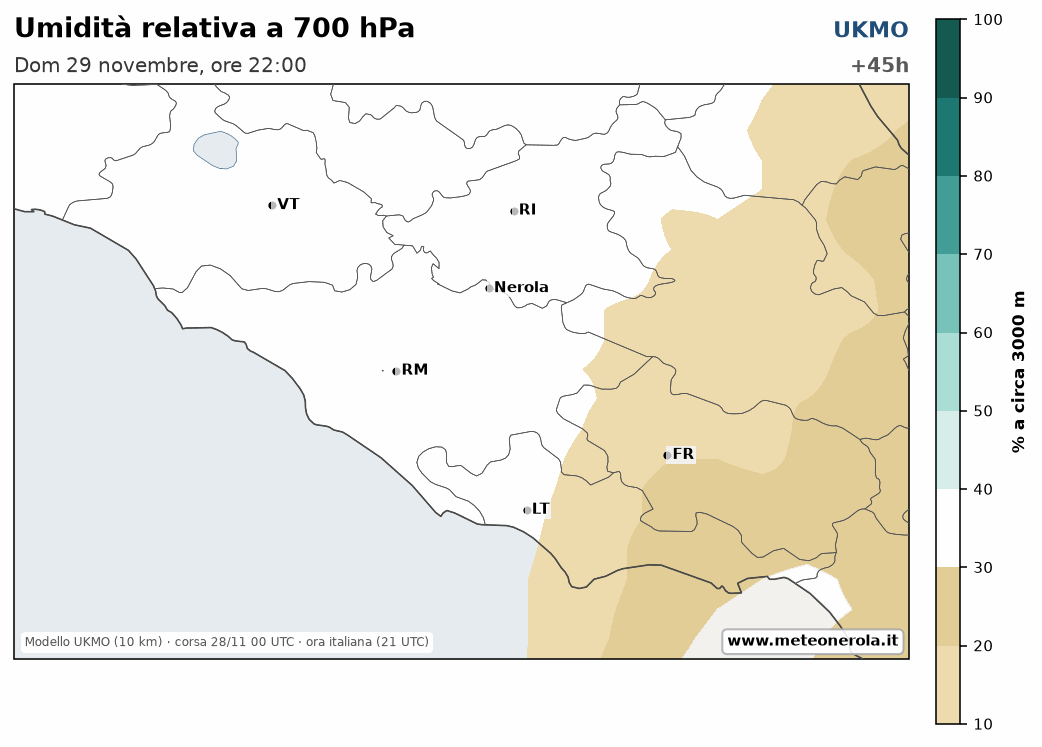 Umidità relativa a 700 hPa
UKMO
Dom 29 novembre, ore 22:00
+45h
VT
RI
Nerola
RM
FR
LT
Modello UKMO (10 km) · corsa 28/11 00 UTC · ora italiana (21 UTC)
www.meteonerola.it
100
90
80
70
60
50
40
30
20
10
% a circa 3000 m